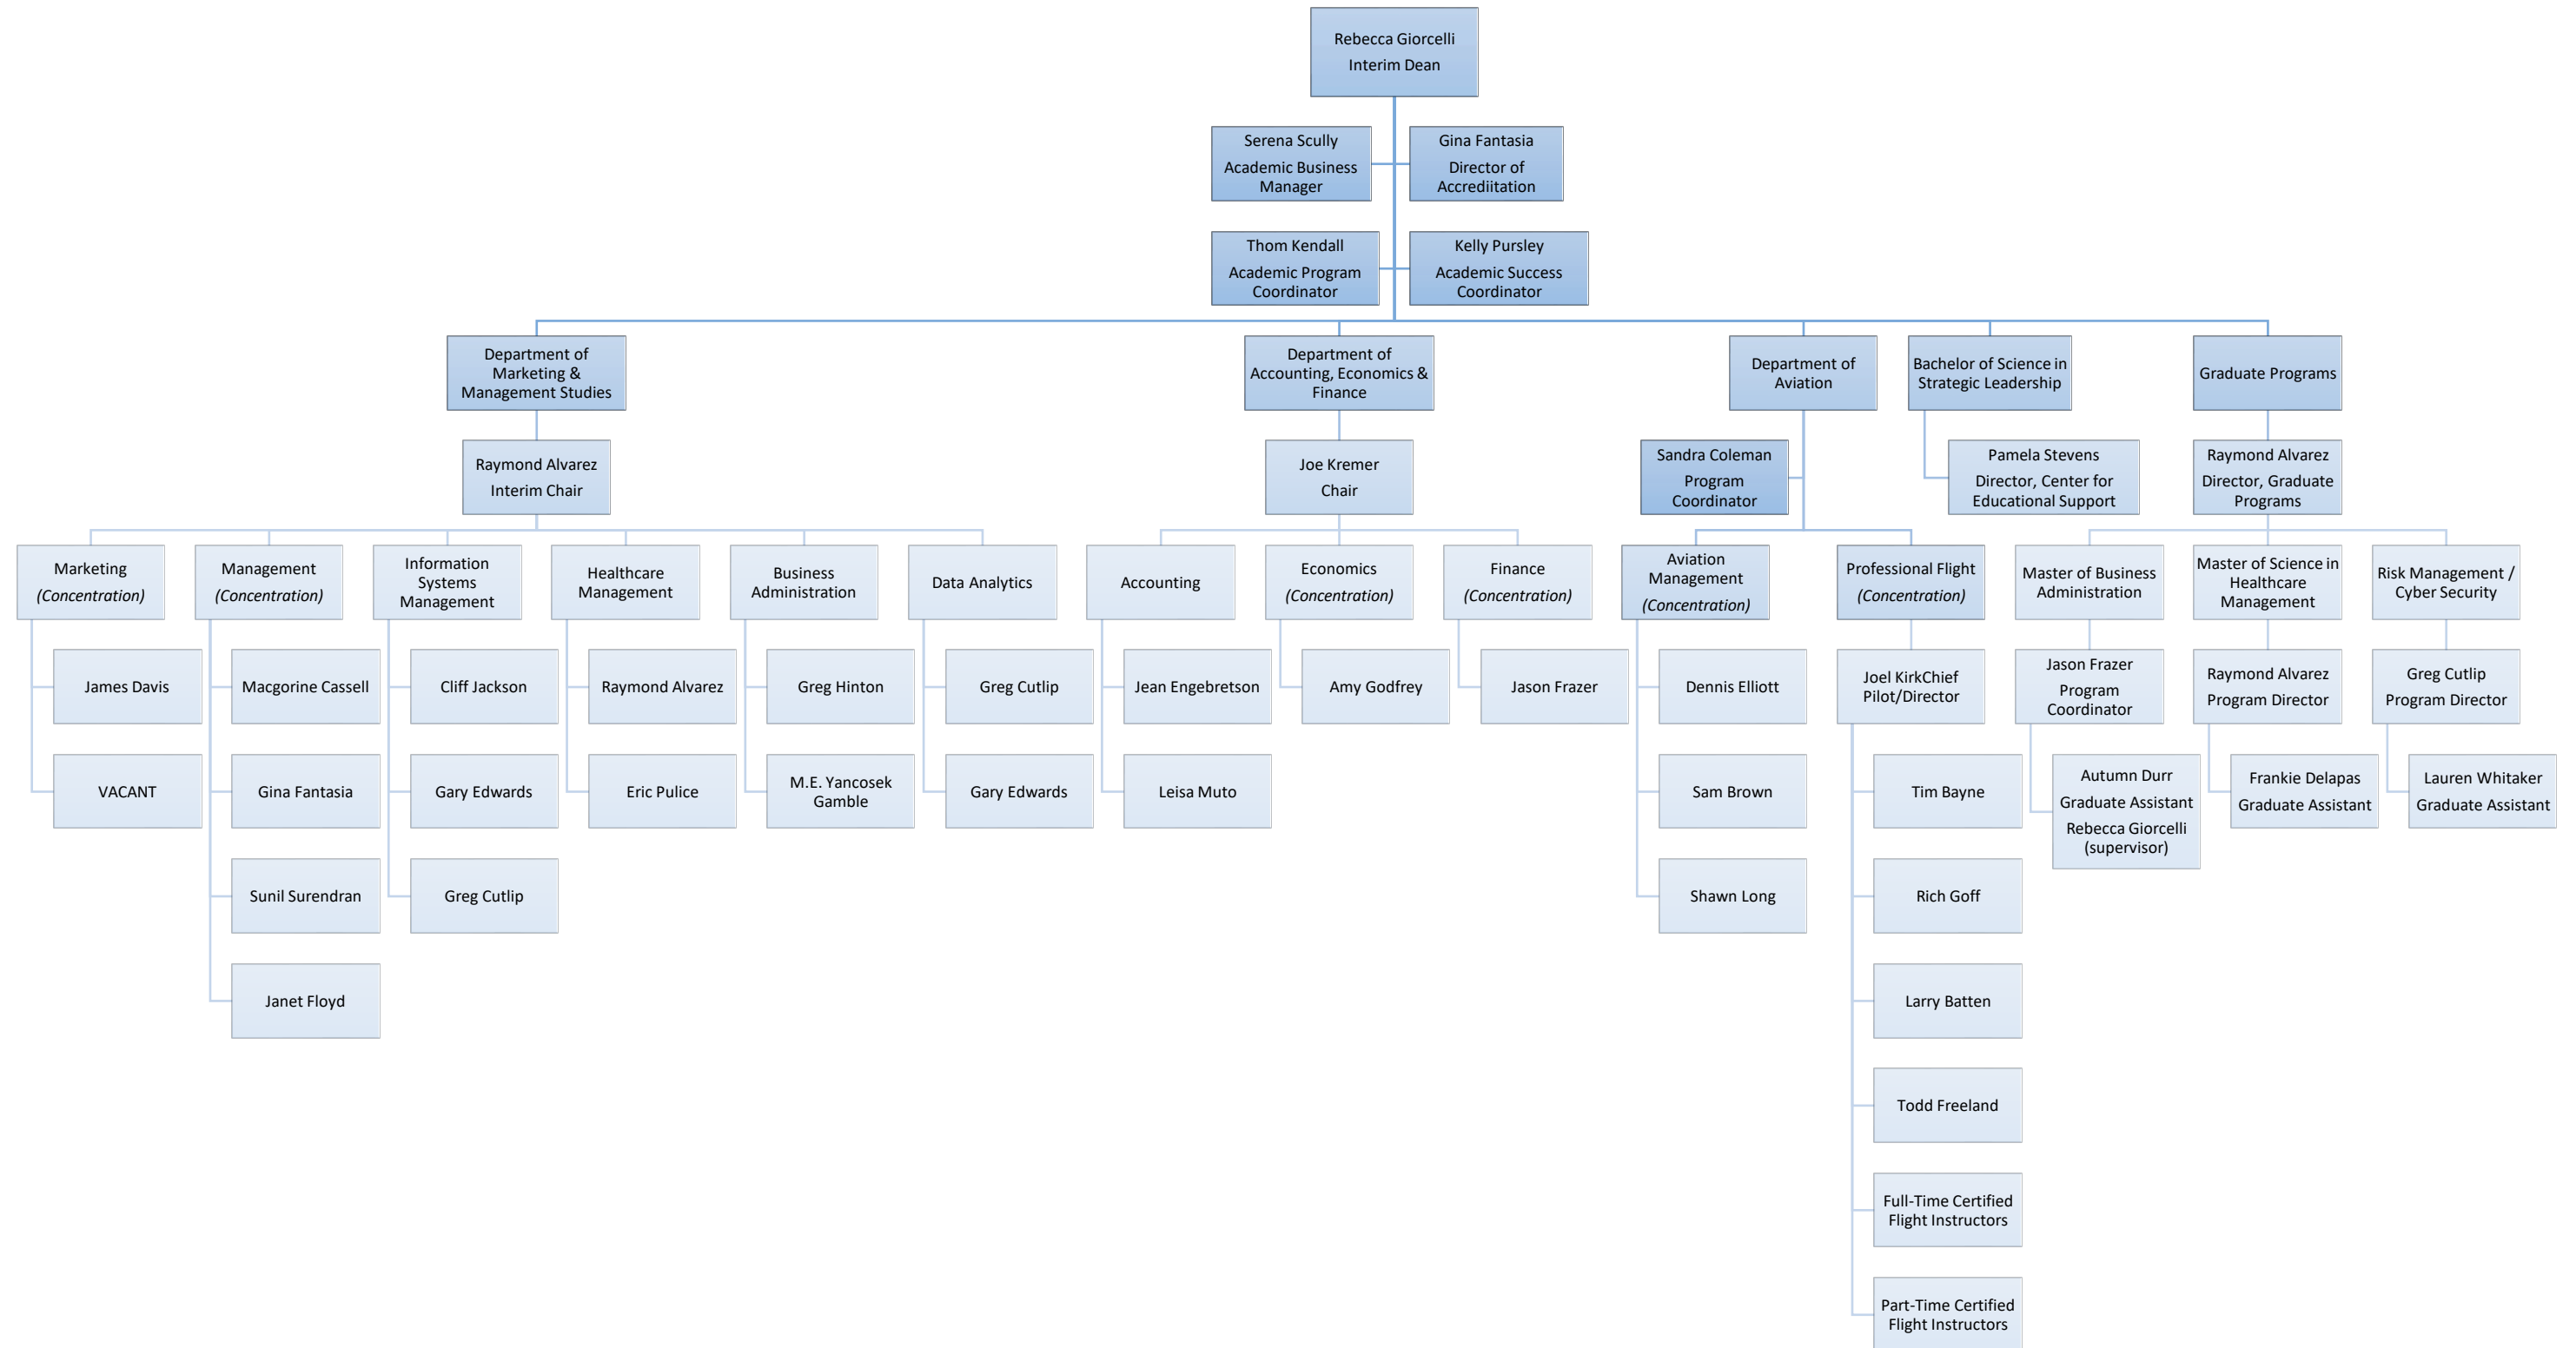 Rebecca Giorcelli
Interim Dean
Serena Scully
Academic Business
Manager
Gina Fantasia
Director of
Accrediitation
Thom Kendall
Academic Program
Coordinator
Kelly Pursley
Academic Success
Coordinator
Department of
Marketing &
Management Studies
Department of
Accounting, Economics &
Finance
Department of
Aviation
Bachelor of Science in
Strategic Leadership
Graduate Programs
Raymond Alvarez
Interim Chair
Joe Kremer
Chair
Sandra Coleman
Program
Coordinator
Pamela Stevens
Director, Center for
Educational Support
Raymond Alvarez
Director, Graduate
Programs
Marketing
(Concentration)
Management
(Concentration)
Information
Systems
Management
Healthcare
Management
Business
Administration
Data Analytics
Accounting
Economics
(Concentration)
Finance
(Concentration)
Aviation
Management
(Concentration)
Professional Flight
(Concentration)
Master of Business
Administration
Master of Science in
Healthcare
Management
Risk Management /
Cyber Security
James Davis
Macgorine Cassell
Cliff Jackson
Raymond Alvarez
Greg Hinton
Greg Cutlip
Jean Engebretson
Amy Godfrey
Jason Frazer
Dennis Elliott
Joel KirkChief
Pilot/Director
Jason Frazer
Program
Coordinator
Raymond Alvarez
Program Director
Greg Cutlip
Program Director
VACANT
Gina Fantasia
Gary Edwards
Eric Pulice
M.E. Yancosek
Gamble
Gary Edwards
Leisa Muto
Sam Brown
Tim Bayne
Autumn Durr
Graduate Assistant
Rebecca Giorcelli
(supervisor)
Frankie Delapas
Graduate Assistant
Lauren Whitaker
Graduate Assistant
Sunil Surendran
Greg Cutlip
Shawn Long
Rich Goff
Janet Floyd
Larry Batten
Todd Freeland
Full-Time Certified
Flight Instructors
Part-Time Certified
Flight Instructors